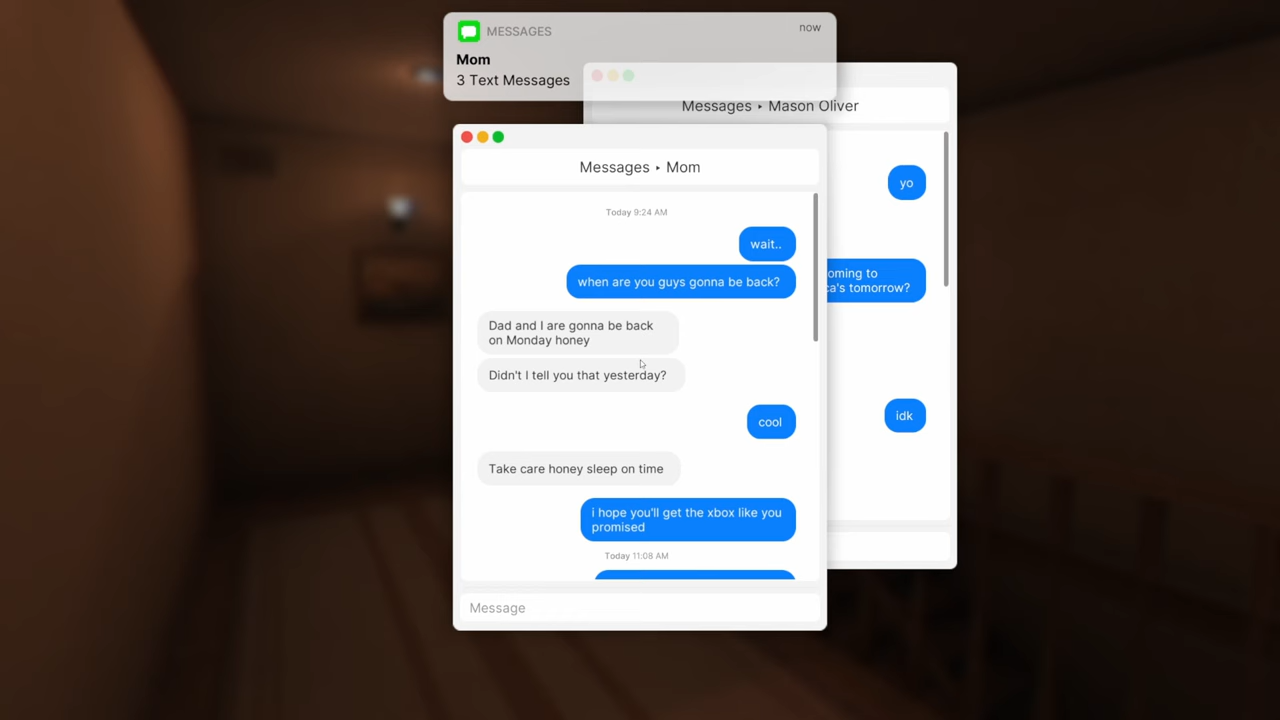 MESSAGES
now
Mom
3 Text Messages
Messages ‣ Mason Oliver
Messages ‣ Mom
Today 9:24 AM
wait..
yo
when are you guys gonna be back?
oming to
a's tomorrow?
Dad and I are gonna be back
on Monday honey
Didn't I tell you that yesterday?
cool
idk
Take care honey sleep on time
i hope you'll get the xbox like you
promised
Today 11:08 AM
Message